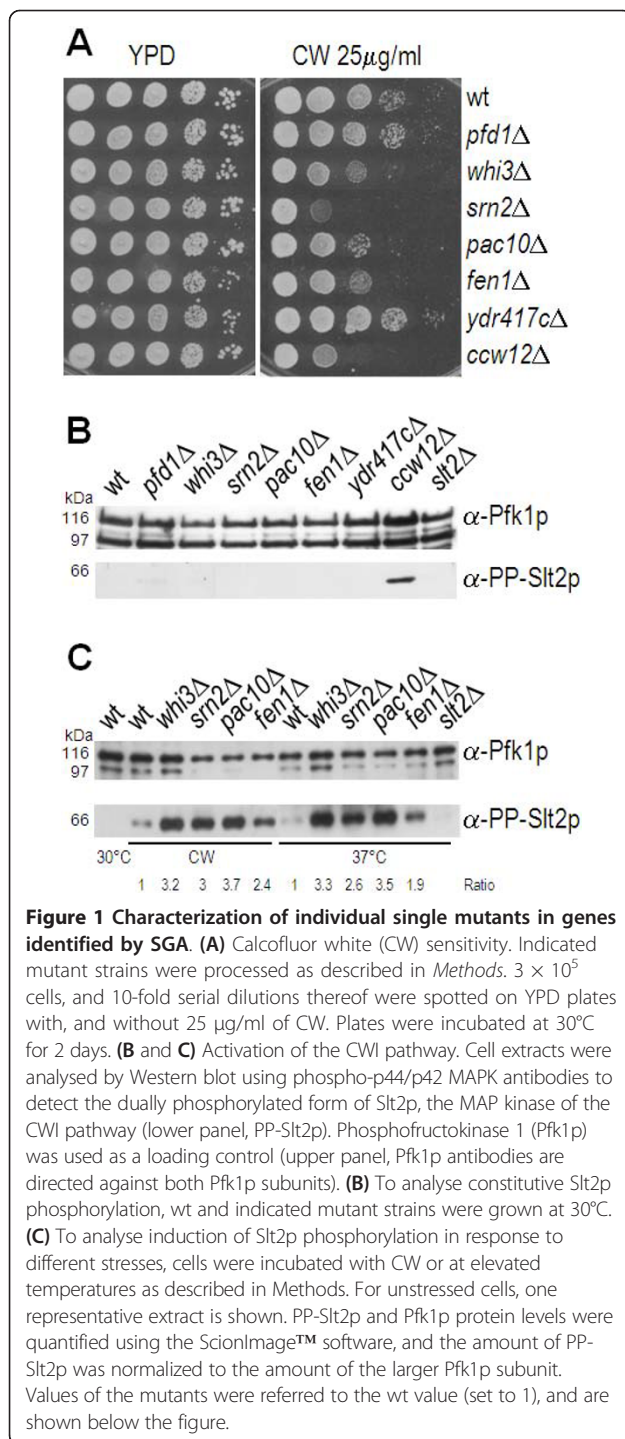 A
YPD
CW 25µg/ml
wt
pfd1Δ
whi3Δ
srn2Δ
pac10Δ
fen1Δ
ydr417cΔ
ccw12Δ
B
wt
pfd1Δ
whi3Δ
srn2Δ
pac10Δ
fen1Δ
ydr417cΔ
ccw12Δ
slt2Δ
kDa
116
97
α-Pfk1p
66
α-PP-Slt2p
C
wt
wt
whi3Δ
srn2Δ
pac10Δ
fen1Δ
wt
whi3Δ
srn2Δ
pac10Δ
fen1Δ
slt2Δ
kDa
116
97
α-Pfk1p
66
α-PP-Slt2p
30°C CW 37°C
1 3.2 3 3.7 2.4 1 3.3 2.6 3.5 1.9 Ratio
Figure 1 Characterization of individual single mutants in genes
identified by SGA. (A) Calcofluor white (CW) sensitivity. Indicated
mutant strains were processed as described in Methods. 3 × 10⁵
cells, and 10-fold serial dilutions thereof were spotted on YPD plates
with, and without 25 µg/ml of CW. Plates were incubated at 30°C
for 2 days. (B and C) Activation of the CWI pathway. Cell extracts were
analysed by Western blot using phospho-p44/p42 MAPK antibodies to
detect the dually phosphorylated form of Slt2p, the MAP kinase of the
CWI pathway (lower panel, PP-Slt2p). Phosphofructokinase 1 (Pfk1p)
was used as a loading control (upper panel, Pfk1p antibodies are
directed against both Pfk1p subunits). (B) To analyse constitutive Slt2p
phosphorylation, wt and indicated mutant strains were grown at 30°C.
(C) To analyse induction of Slt2p phosphorylation in response to
different stresses, cells were incubated with CW or at elevated
temperatures as described in Methods. For unstressed cells, one
representative extract is shown. PP-Slt2p and Pfk1p protein levels were
quantified using the ScionImage™ software, and the amount of PP-
Slt2p was normalized to the amount of the larger Pfk1p subunit.
Values of the mutants were referred to the wt value (set to 1), and are
shown below the figure.